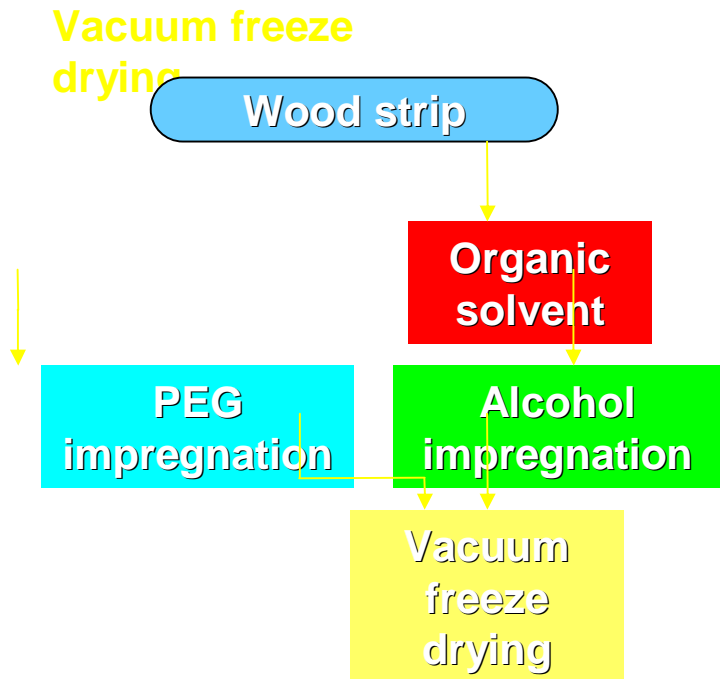 Vacuum freeze
drying
Wood strip
Organic
solvent
PEG
impregnation
Alcohol
impregnation
Vacuum
freeze
drying